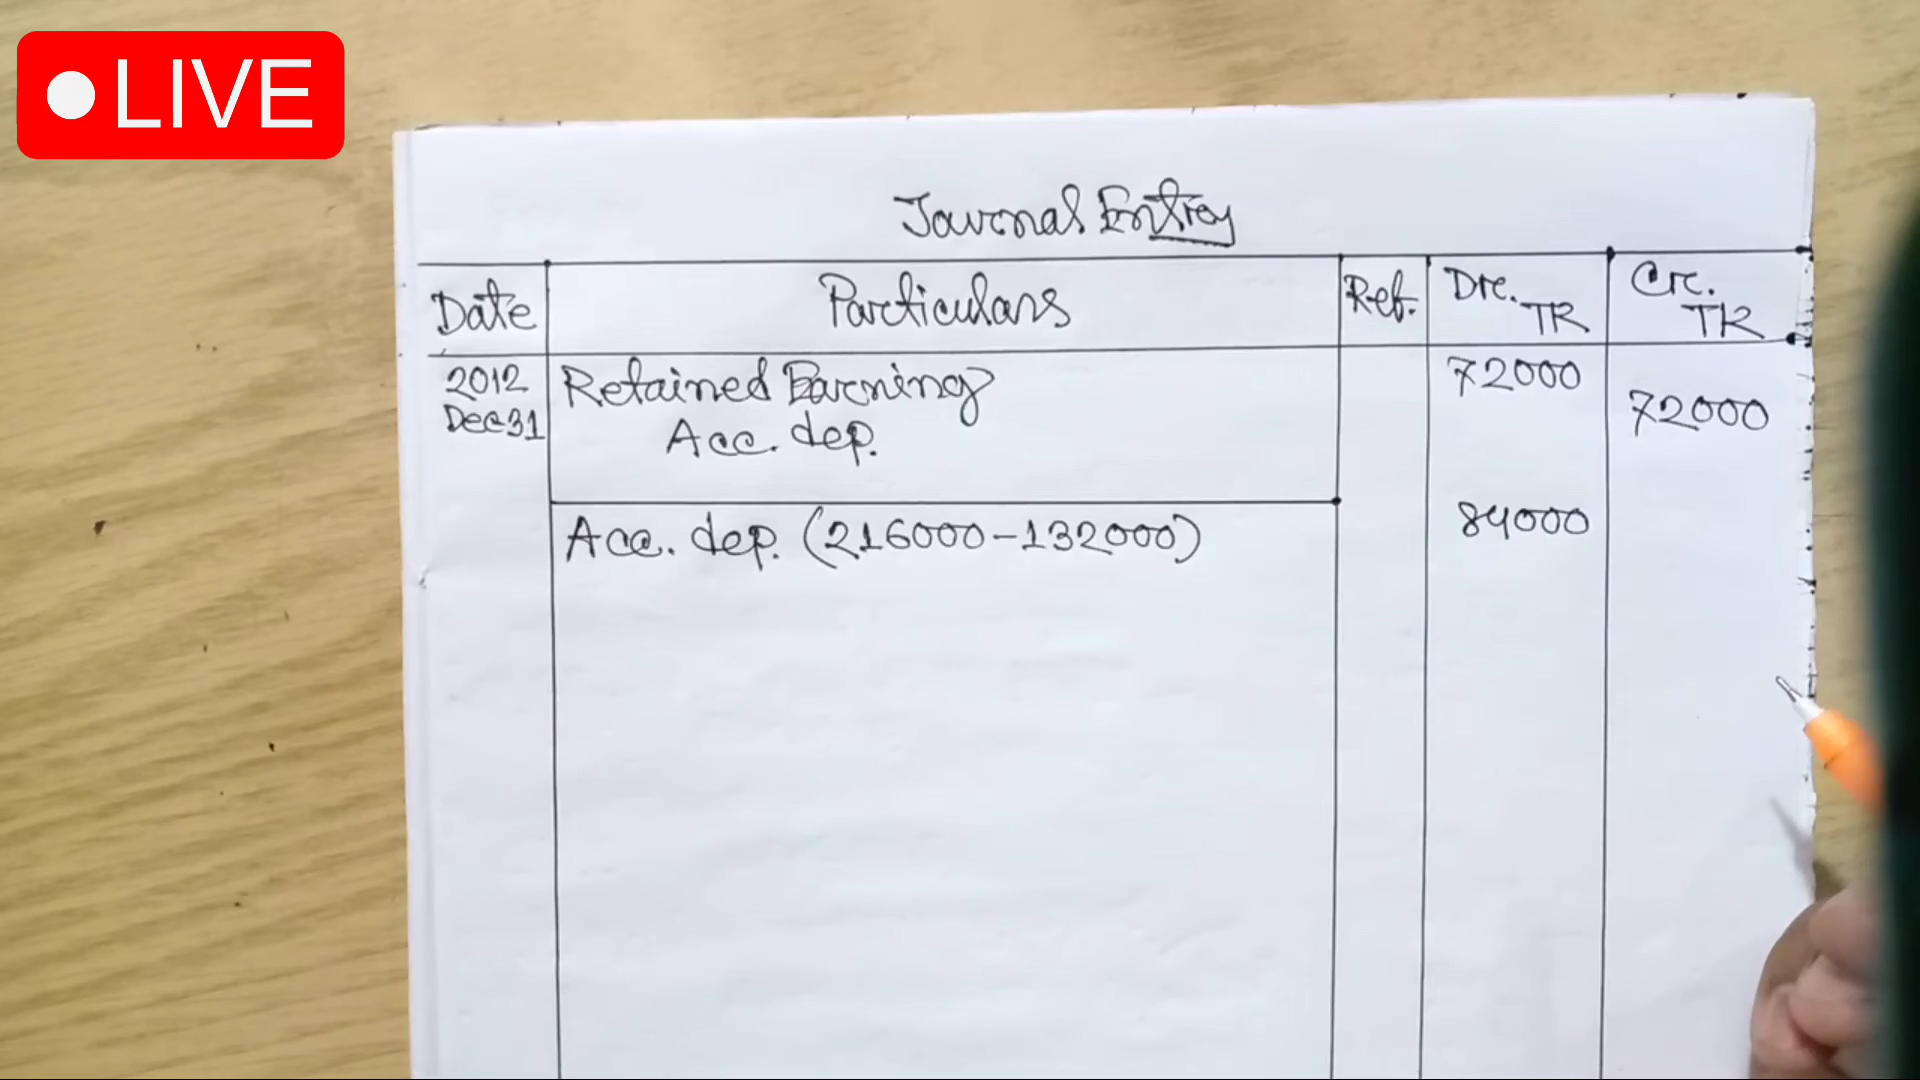 LIVE
Journal Entry
Date Particulars Ref. Dr. TK Cr. TK
2012 Retained Earning 72000
Dec 31 Acc. dep. 72000
Acc. dep. (216000-132000) 84000